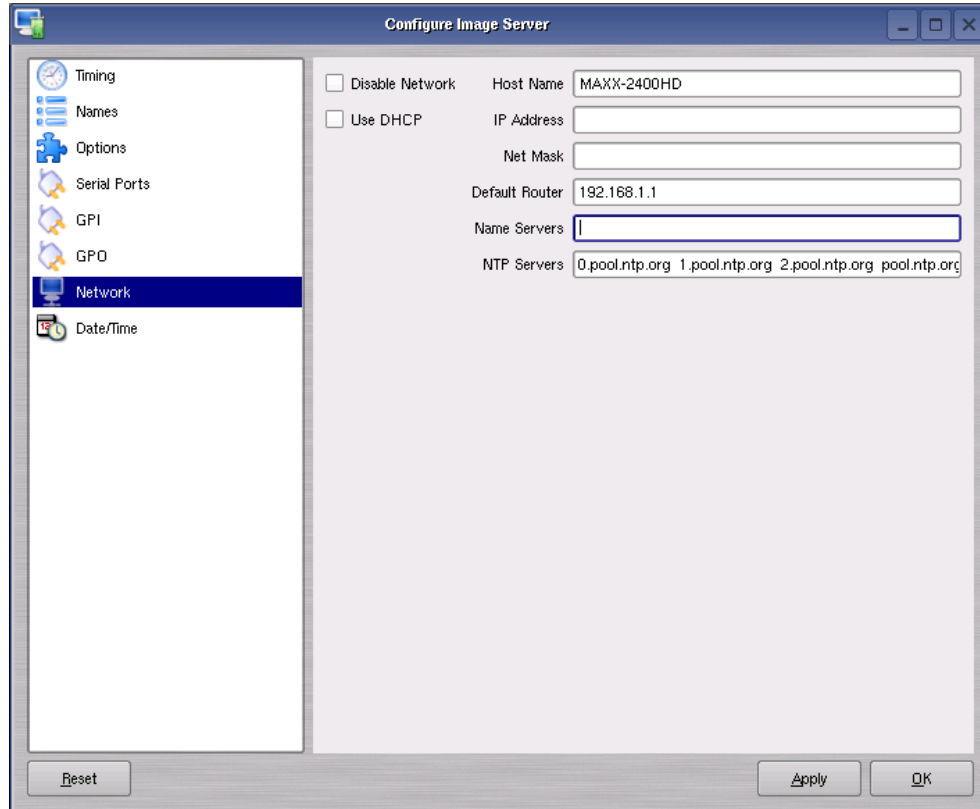 Configure Image Server
Timing
Names
Options
Serial Ports
GPI
GPO
Network
Date/Time
Disable Network
Host Name MAXX-2400HD
Use DHCP
IP Address
Net Mask
Default Router 192.168.1.1
Name Servers
NTP Servers 0.pool.ntp.org 1.pool.ntp.org 2.pool.ntp.org pool.ntp.org
Reset
Apply
OK